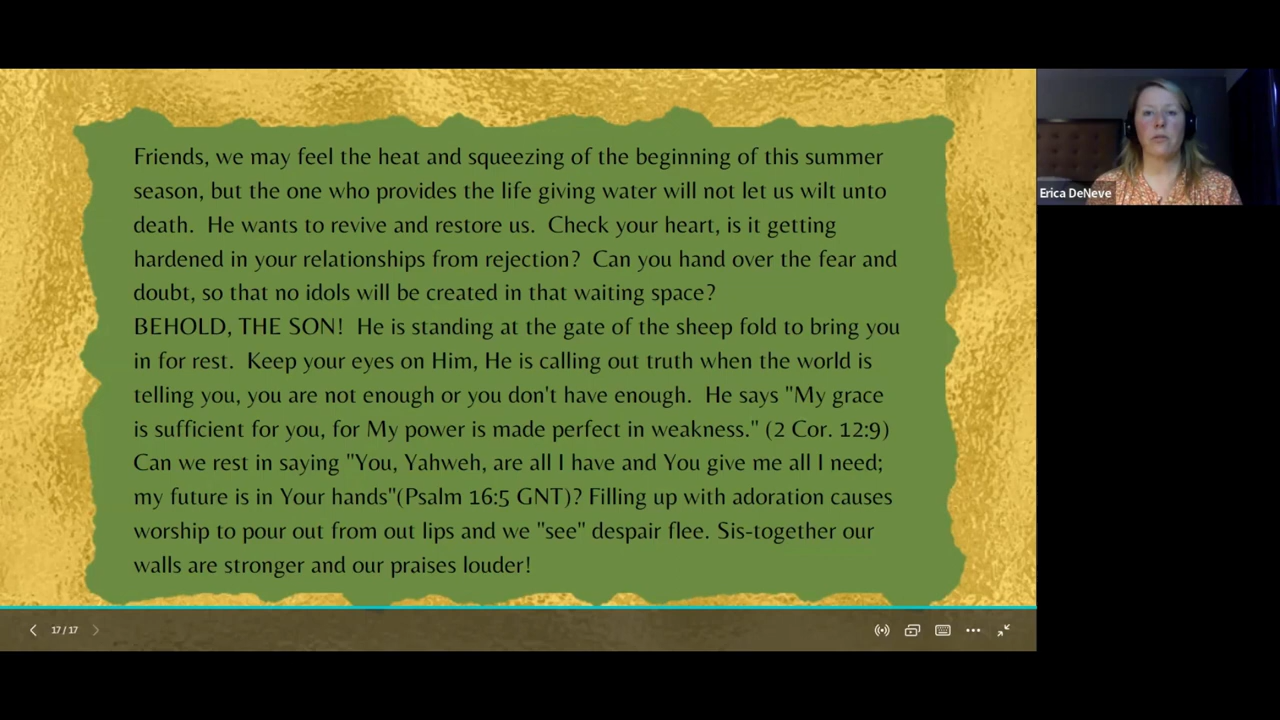 Friends, we may feel the heat and squeezing of the beginning of this summer
season, but the one who provides the life giving water will not let us wilt unto
death.  He wants to revive and restore us.  Check your heart, is it getting
hardened in your relationships from rejection?  Can you hand over the fear and
doubt, so that no idols will be created in that waiting space?
BEHOLD, THE SON!  He is standing at the gate of the sheep fold to bring you
in for rest.  Keep your eyes on Him, He is calling out truth when the world is
telling you, you are not enough or you don't have enough.  He says "My grace
is sufficient for you, for My power is made perfect in weakness." (2 Cor. 12:9)
Can we rest in saying "You, Yahweh, are all I have and You give me all I need;
my future is in Your hands"(Psalm 16:5 GNT)? Filling up with adoration causes
worship to pour out from out lips and we "see" despair flee. Sis-together our
walls are stronger and our praises louder!
Erica DeNeve
17 / 17